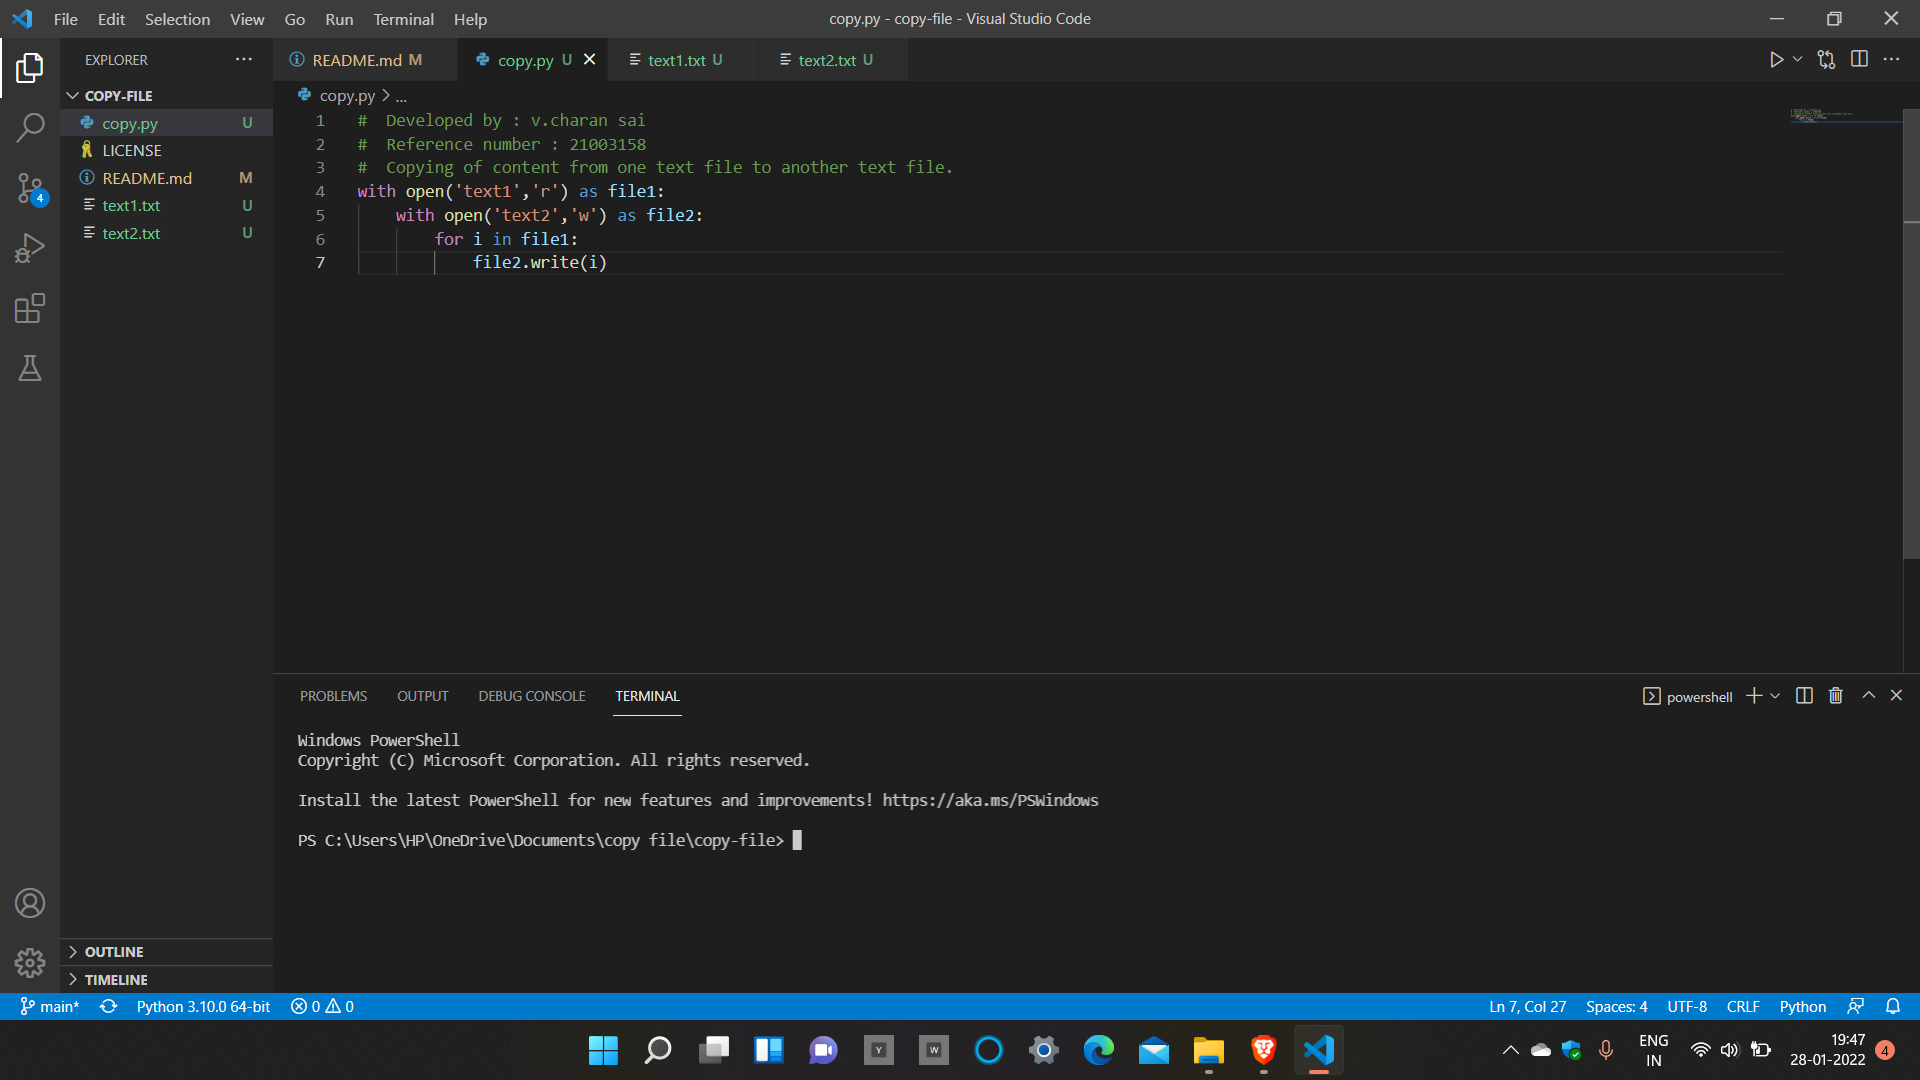 File Edit Selection View Go Run Terminal Help
copy.py - copy-file - Visual Studio Code
EXPLORER
README.md M
copy.py U
text1.txt U
text2.txt U
COPY-FILE
copy.py U
LICENSE
README.md M
text1.txt U
text2.txt U
4
copy.py > ...
1 # Developed by : v.charan sai
2 # Reference number : 21003158
3 # Copying of content from one text file to another text file.
4 with open('text1','r') as file1:
5 with open('text2','w') as file2:
6 for i in file1:
7 file2.write(i)
PROBLEMS OUTPUT DEBUG CONSOLE TERMINAL
powershell
Windows PowerShell
Copyright (C) Microsoft Corporation. All rights reserved.
Install the latest PowerShell for new features and improvements! https://aka.ms/PSWindows
PS C:\Users\HP\OneDrive\Documents\copy file\copy-file>
OUTLINE
TIMELINE
main* Python 3.10.0 64-bit 0 0
Ln 7, Col 27 Spaces: 4 UTF-8 CRLF Python
Y
W
ENG
IN
19:47
28-01-2022
4